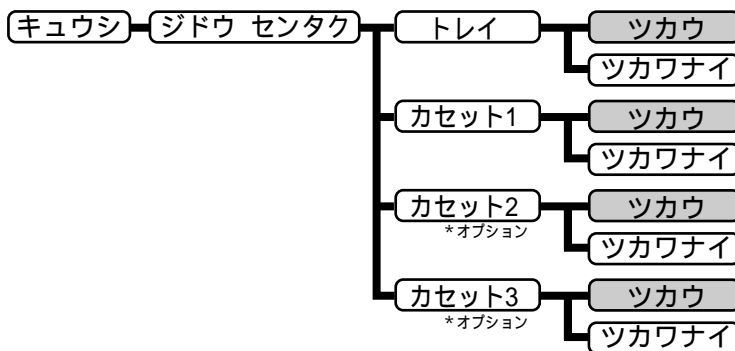 キュウシ ジドウ センタク トレイ ツカウ
ツカワナイ
カセット1 ツカウ
ツカワナイ
カセット2 ツカウ
*オプション
ツカワナイ
カセット3 ツカウ
*オプション
ツカワナイ